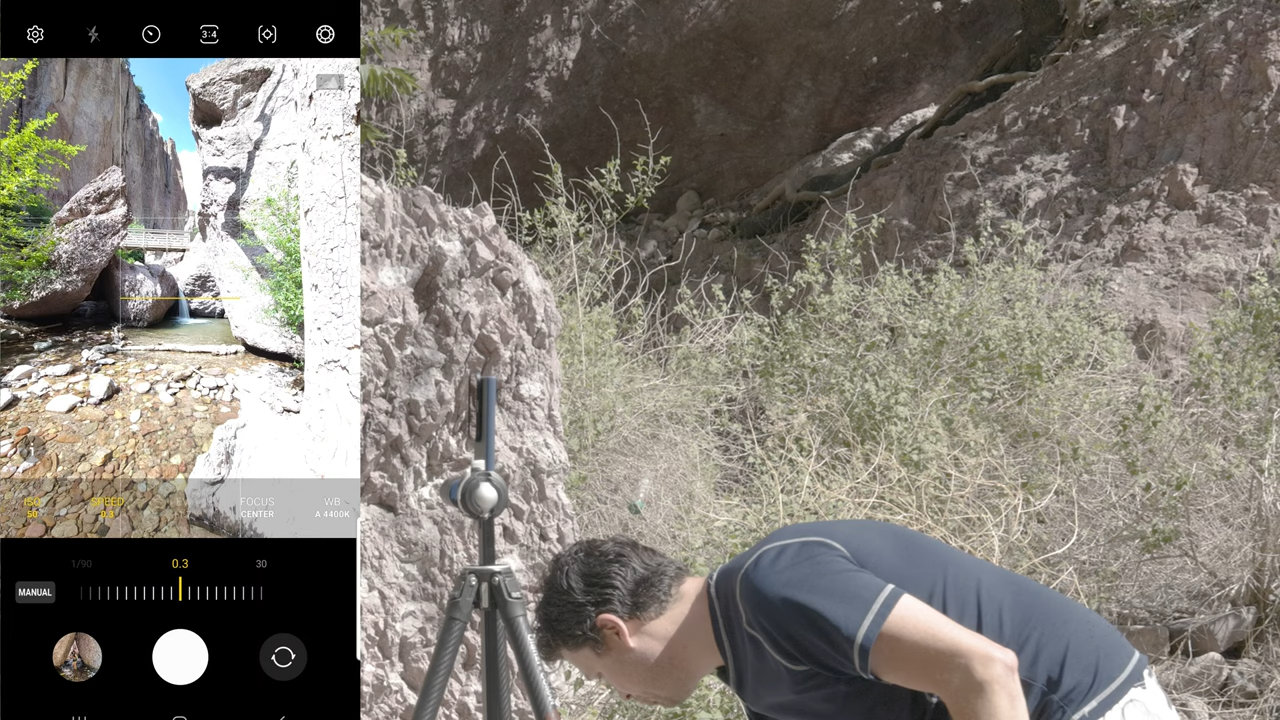 3:4
ISO SPEED FOCUS WB
50 0.3 CENTER A 4400K
1/90 0.3 30
MANUAL